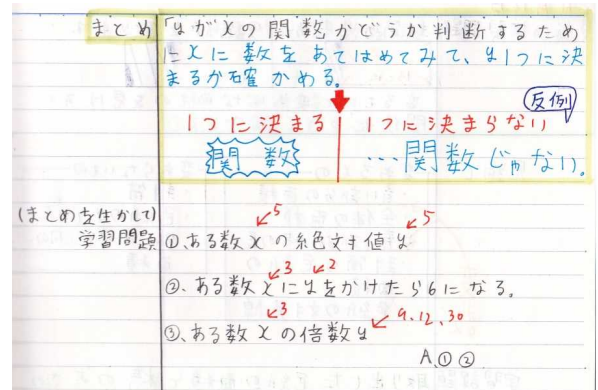 まとめ 「yがxの関数かどうか判断するため
にxに数をあてはめてみて、y1つに決
まるか確かめる。
反例
1つに決まる 1つに決まらない
関数 …関数じゃない。
(まとめを生かして)
学習問題
5 5
①、ある数xの絶対値y
3 2
②、ある数xにyをかけたら6になる。
3 9、12、30
③、ある数xの倍数y
A、① ②